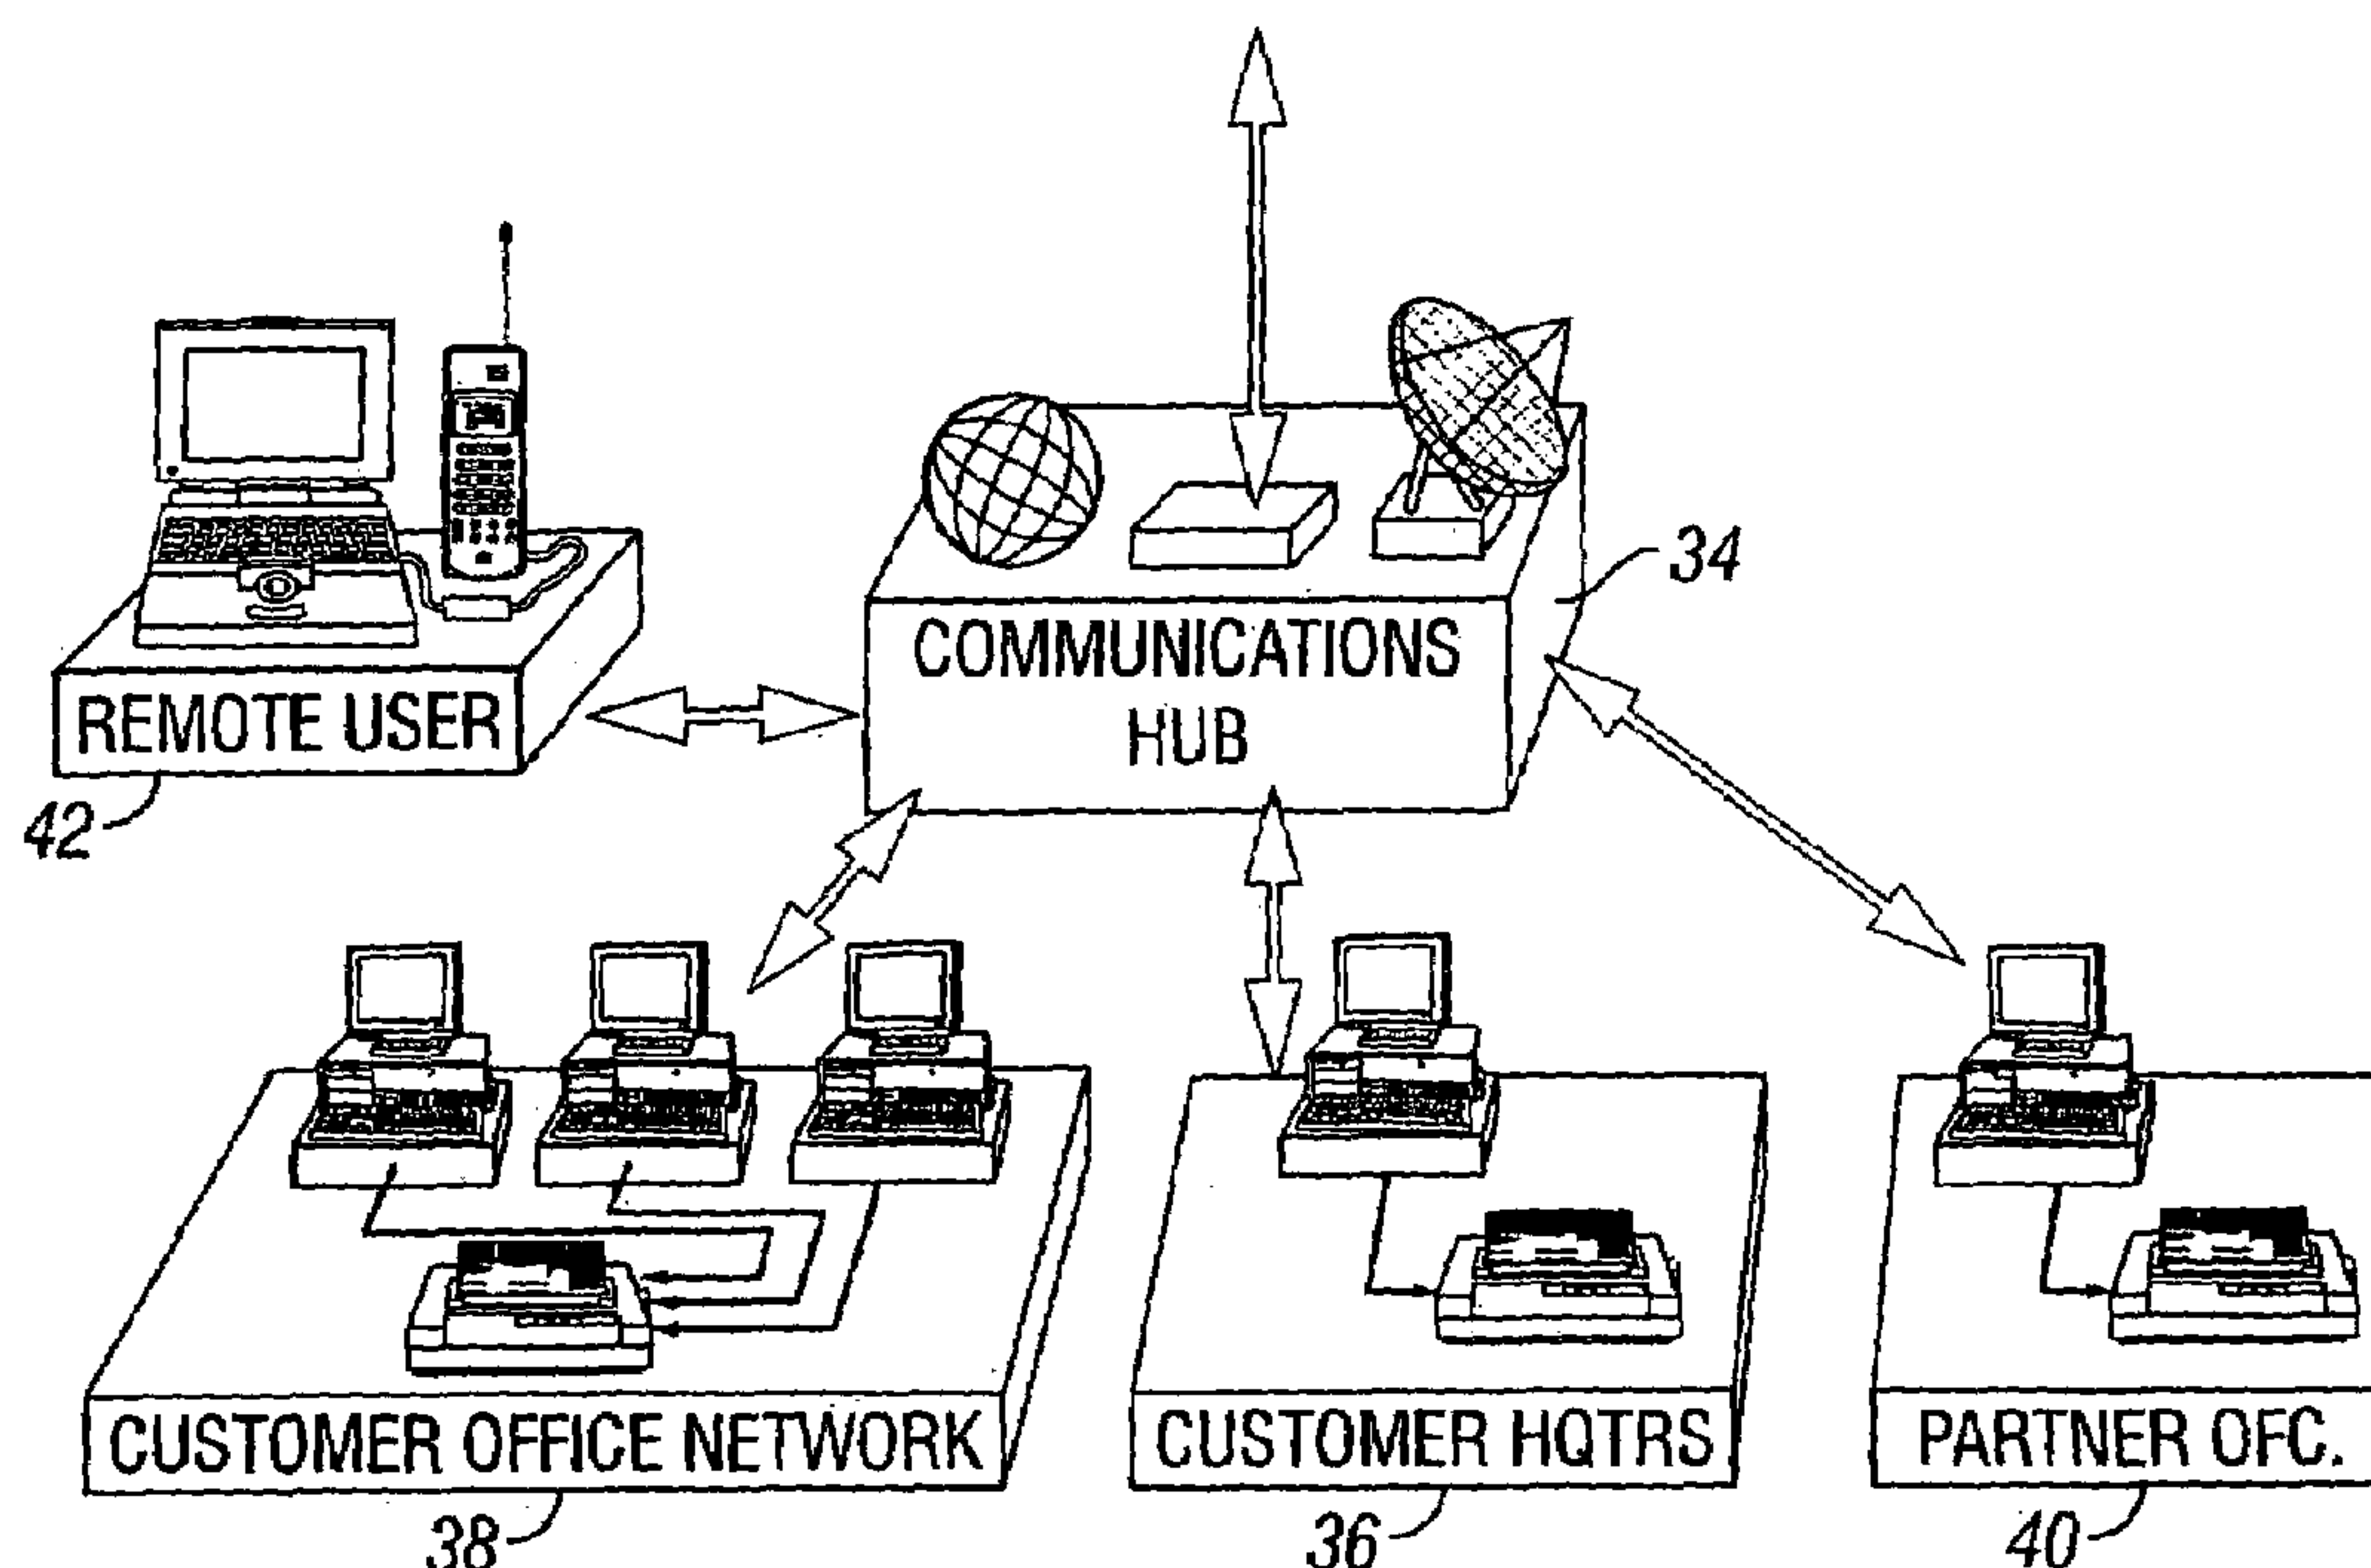 34
COMMUNICATIONS
HUB
REMOTE USER
42
CUSTOMER OFFICE NETWORK
38
CUSTOMER HQTRS
36
PARTNER OFC.
40